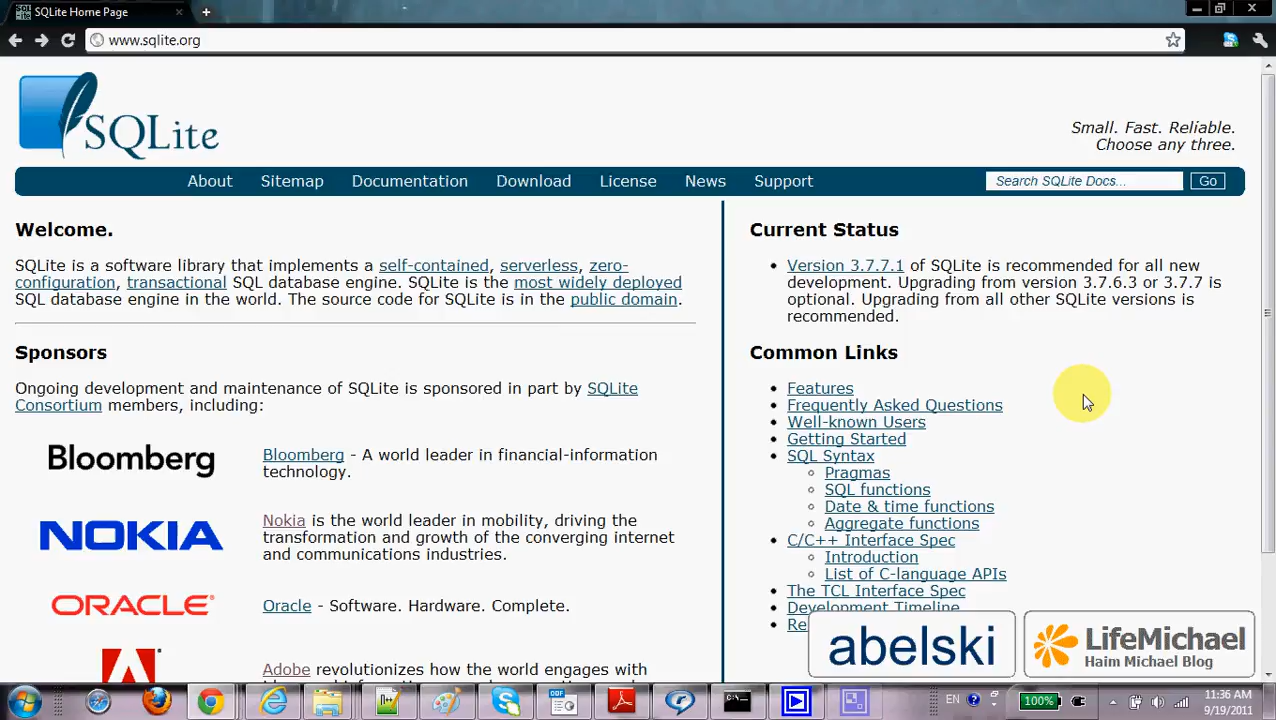 SQLite Home Page
www.sqlite.org
SQLite
Small. Fast. Reliable.
Choose any three.
About Sitemap Documentation Download License News Support
Search SQLite Docs... Go
Welcome.
SQLite is a software library that implements a self-contained, serverless, zero-
configuration, transactional SQL database engine. SQLite is the most widely deployed
SQL database engine in the world. The source code for SQLite is in the public domain.
Sponsors
Ongoing development and maintenance of SQLite is sponsored in part by SQLite
Consortium members, including:
Bloomberg
Bloomberg - A world leader in financial-information
technology.
NOKIA
Nokia is the world leader in mobility, driving the
transformation and growth of the converging internet
and communications industries.
ORACLE
Oracle - Software. Hardware. Complete.
Adobe revolutionizes how the world engages with
Current Status
Version 3.7.7.1 of SQLite is recommended for all new
development. Upgrading from version 3.7.6.3 or 3.7.7 is
optional. Upgrading from all other SQLite versions is
recommended.
Common Links
Features
Frequently Asked Questions
Well-known Users
Getting Started
SQL Syntax
Pragmas
SQL functions
Date & time functions
Aggregate functions
C/C++ Interface Spec
Introduction
List of C-language APIs
The TCL Interface Spec
Development Timeline
Re
abelski
LifeMichael
Haim Michael Blog
EN
100%
11:36 AM
9/19/2011